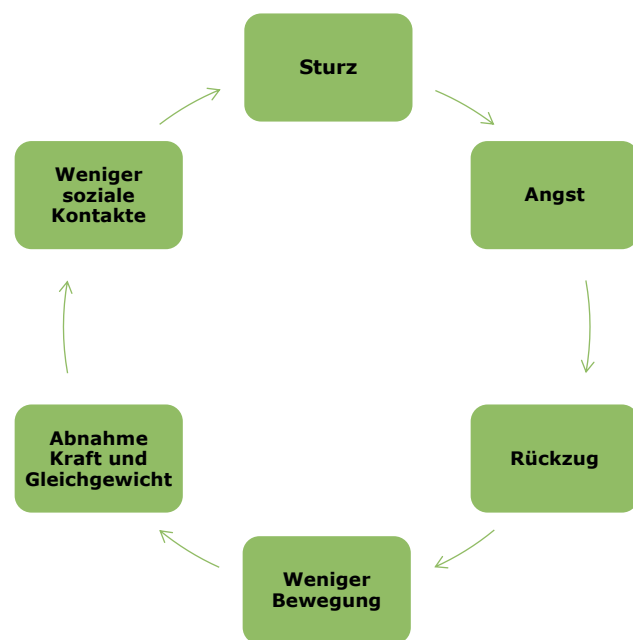 Sturz
Angst
Rückzug
Weniger
Bewegung
Abnahme
Kraft und
Gleichgewicht
Weniger
soziale
Kontakte